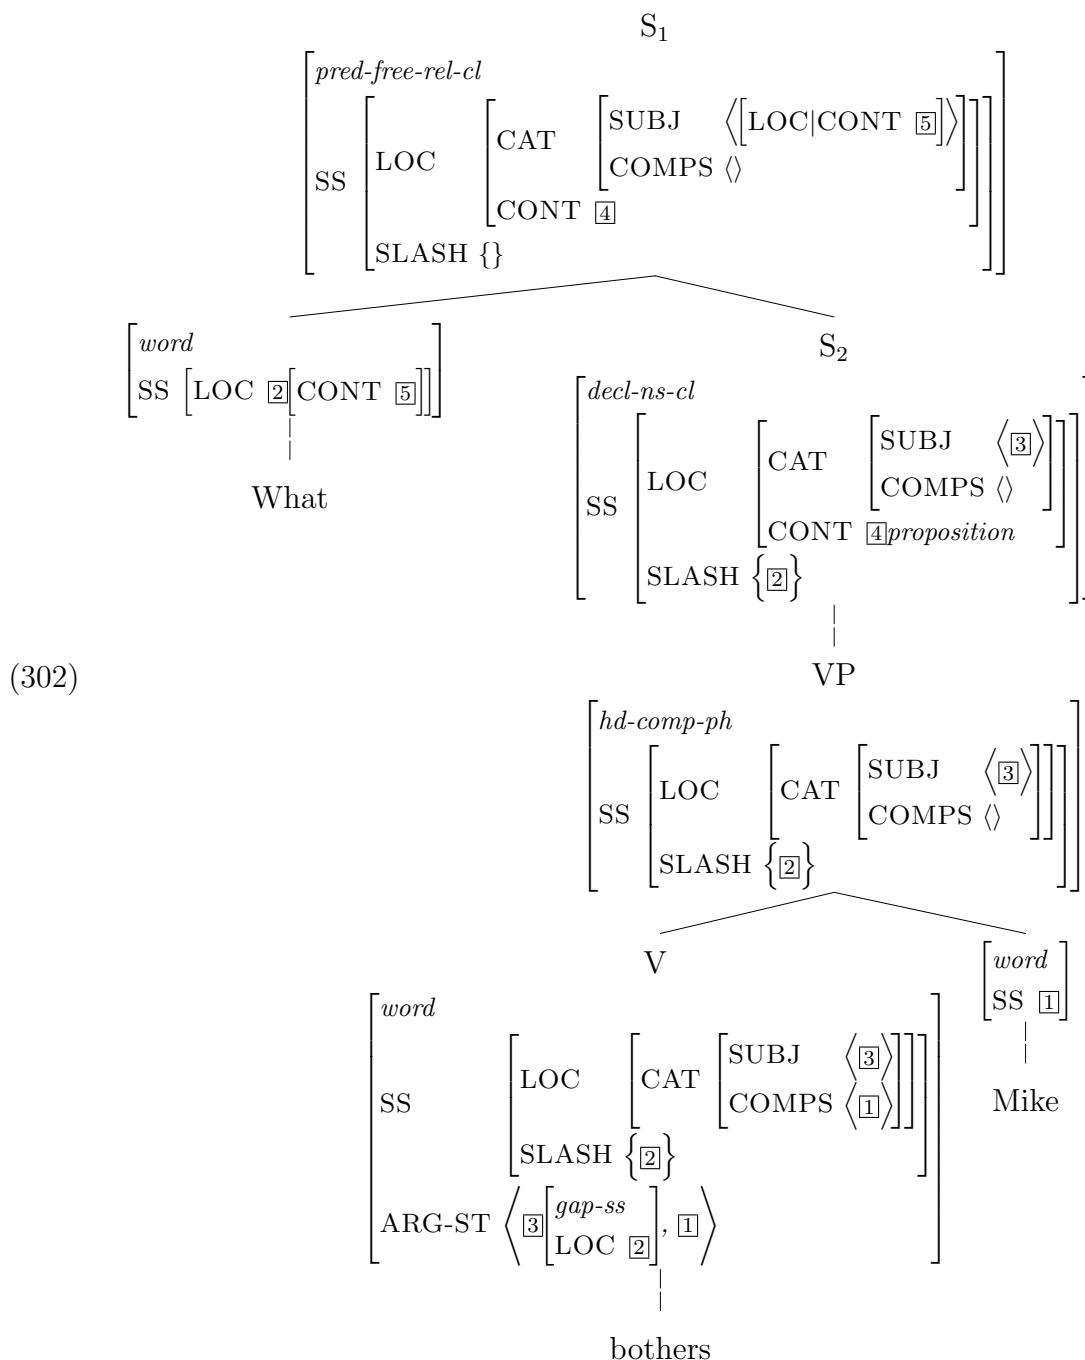 S1
pred-free-rel-cl
SS LOC CAT SUBJ ⟨[LOC|CONT 5]⟩
COMPS ⟨⟩
CONT 4
SLASH {}
word
SS [LOC 2[CONT 5]]
What
S2
decl-ns-cl
SS LOC CAT SUBJ ⟨3⟩
COMPS ⟨⟩
CONT 4proposition
SLASH {2}
(302)
VP
hd-comp-ph
SS LOC CAT SUBJ ⟨3⟩
COMPS ⟨⟩
SLASH {2}
V
word
SS LOC CAT SUBJ ⟨3⟩
COMPS ⟨1⟩
SLASH {2}
ARG-ST ⟨3[gap-ss
LOC 2], 1⟩
bothers
word
SS 1
Mike